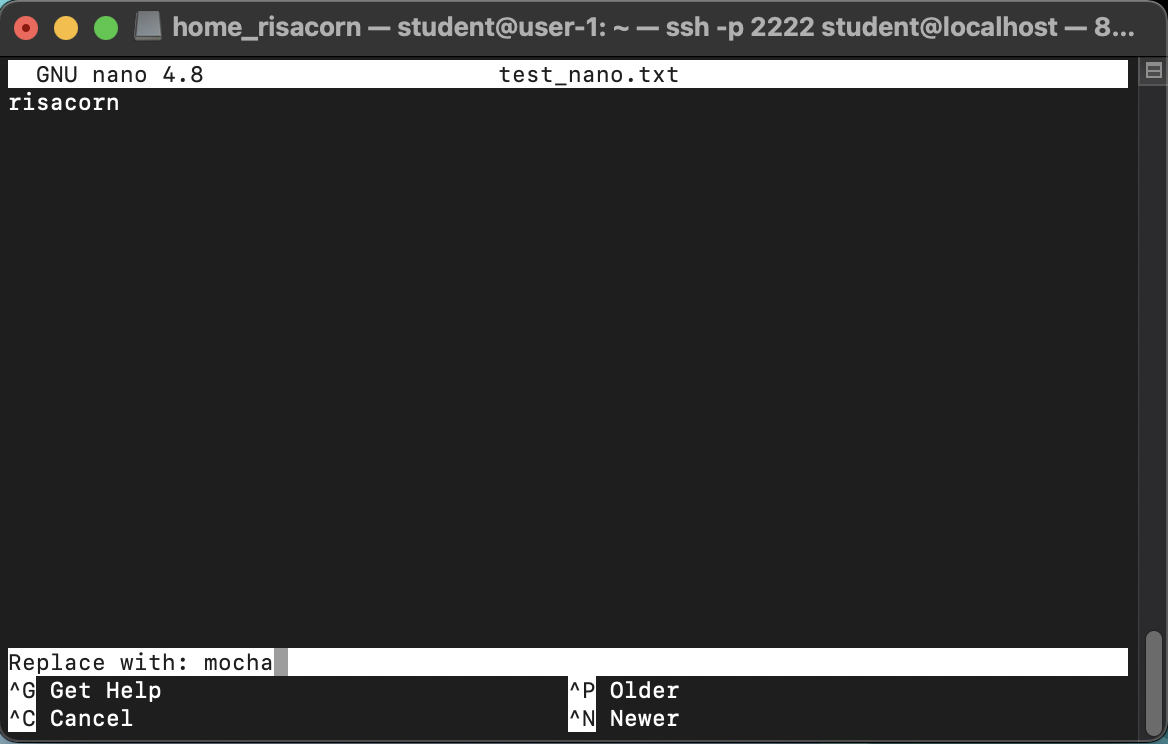 home_risacorn — student@user-1: ~ — ssh -p 2222 student@localhost — 8...
GNU nano 4.8 test_nano.txt
risacorn
Replace with: mocha
^G Get Help ^P Older
^C Cancel ^N Newer